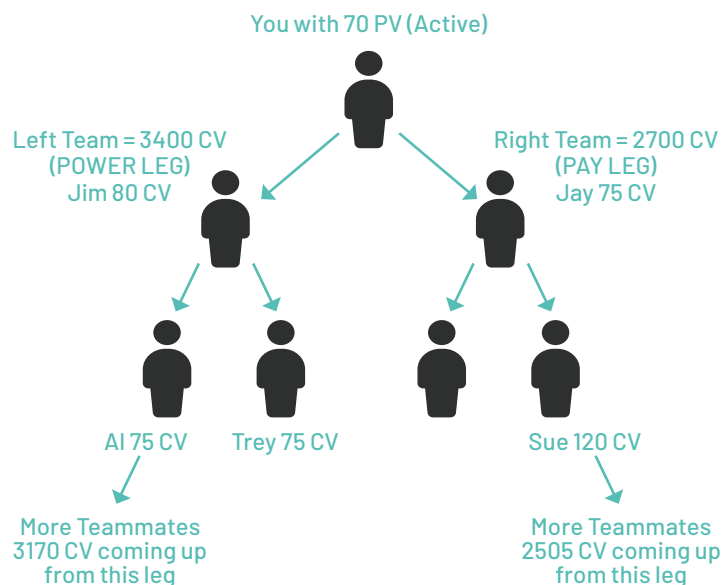 You with 70 PV (Active)
Left Team = 3400 CV
(POWER LEG)
Jim 80 CV
Right Team = 2700 CV
(PAY LEG)
Jay 75 CV
Al 75 CV
Trey 75 CV
Sue 120 CV
More Teammates
3170 CV coming up
from this leg
More Teammates
2505 CV coming up
from this leg